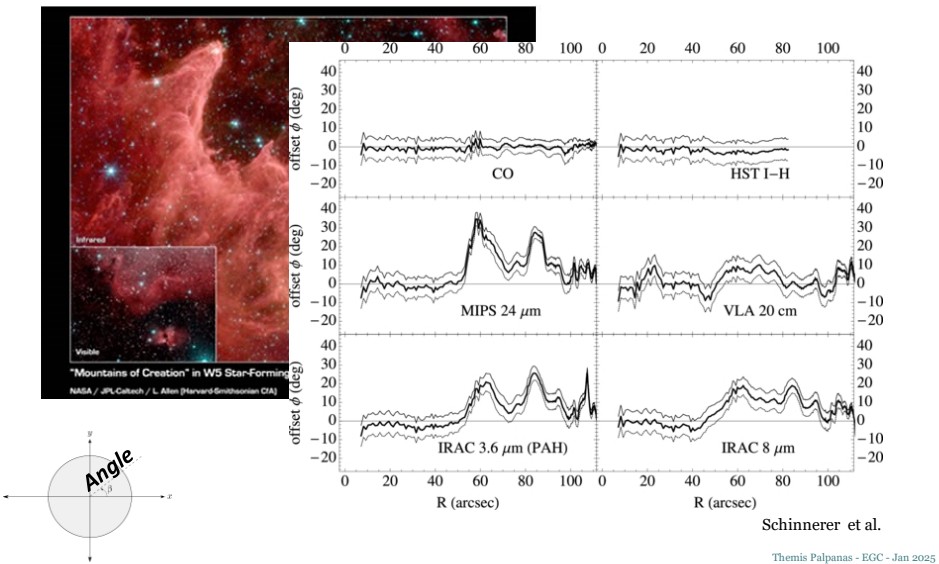 Infrared
Visible
"Mountains of Creation" in W5 Star-Forming
NASA / JPL-Caltech / L. Allen (Harvard-Smithsonian CfA)
0 20 40 60 80 100 0 20 40 60 80 100
offset ϕ (deg)
40
30
20
10
0
−10
−20
CO
HST I−H
40
30
20
10
0
−10
−20
offset ϕ (deg)
40
30
20
10
0
−10
−20
MIPS 24 μm
VLA 20 cm
40
30
20
10
0
−10
−20
offset ϕ (deg)
40
30
20
10
0
−10
−20
IRAC 3.6 μm (PAH)
IRAC 8 μm
40
30
20
10
0
−10
−20
0 20 40 60 80 100 0 20 40 60 80 100
R (arcsec)
R (arcsec)
y
Angle
β
x
Schinnerer et al.
Themis Palpanas - EGC - Jan 2025